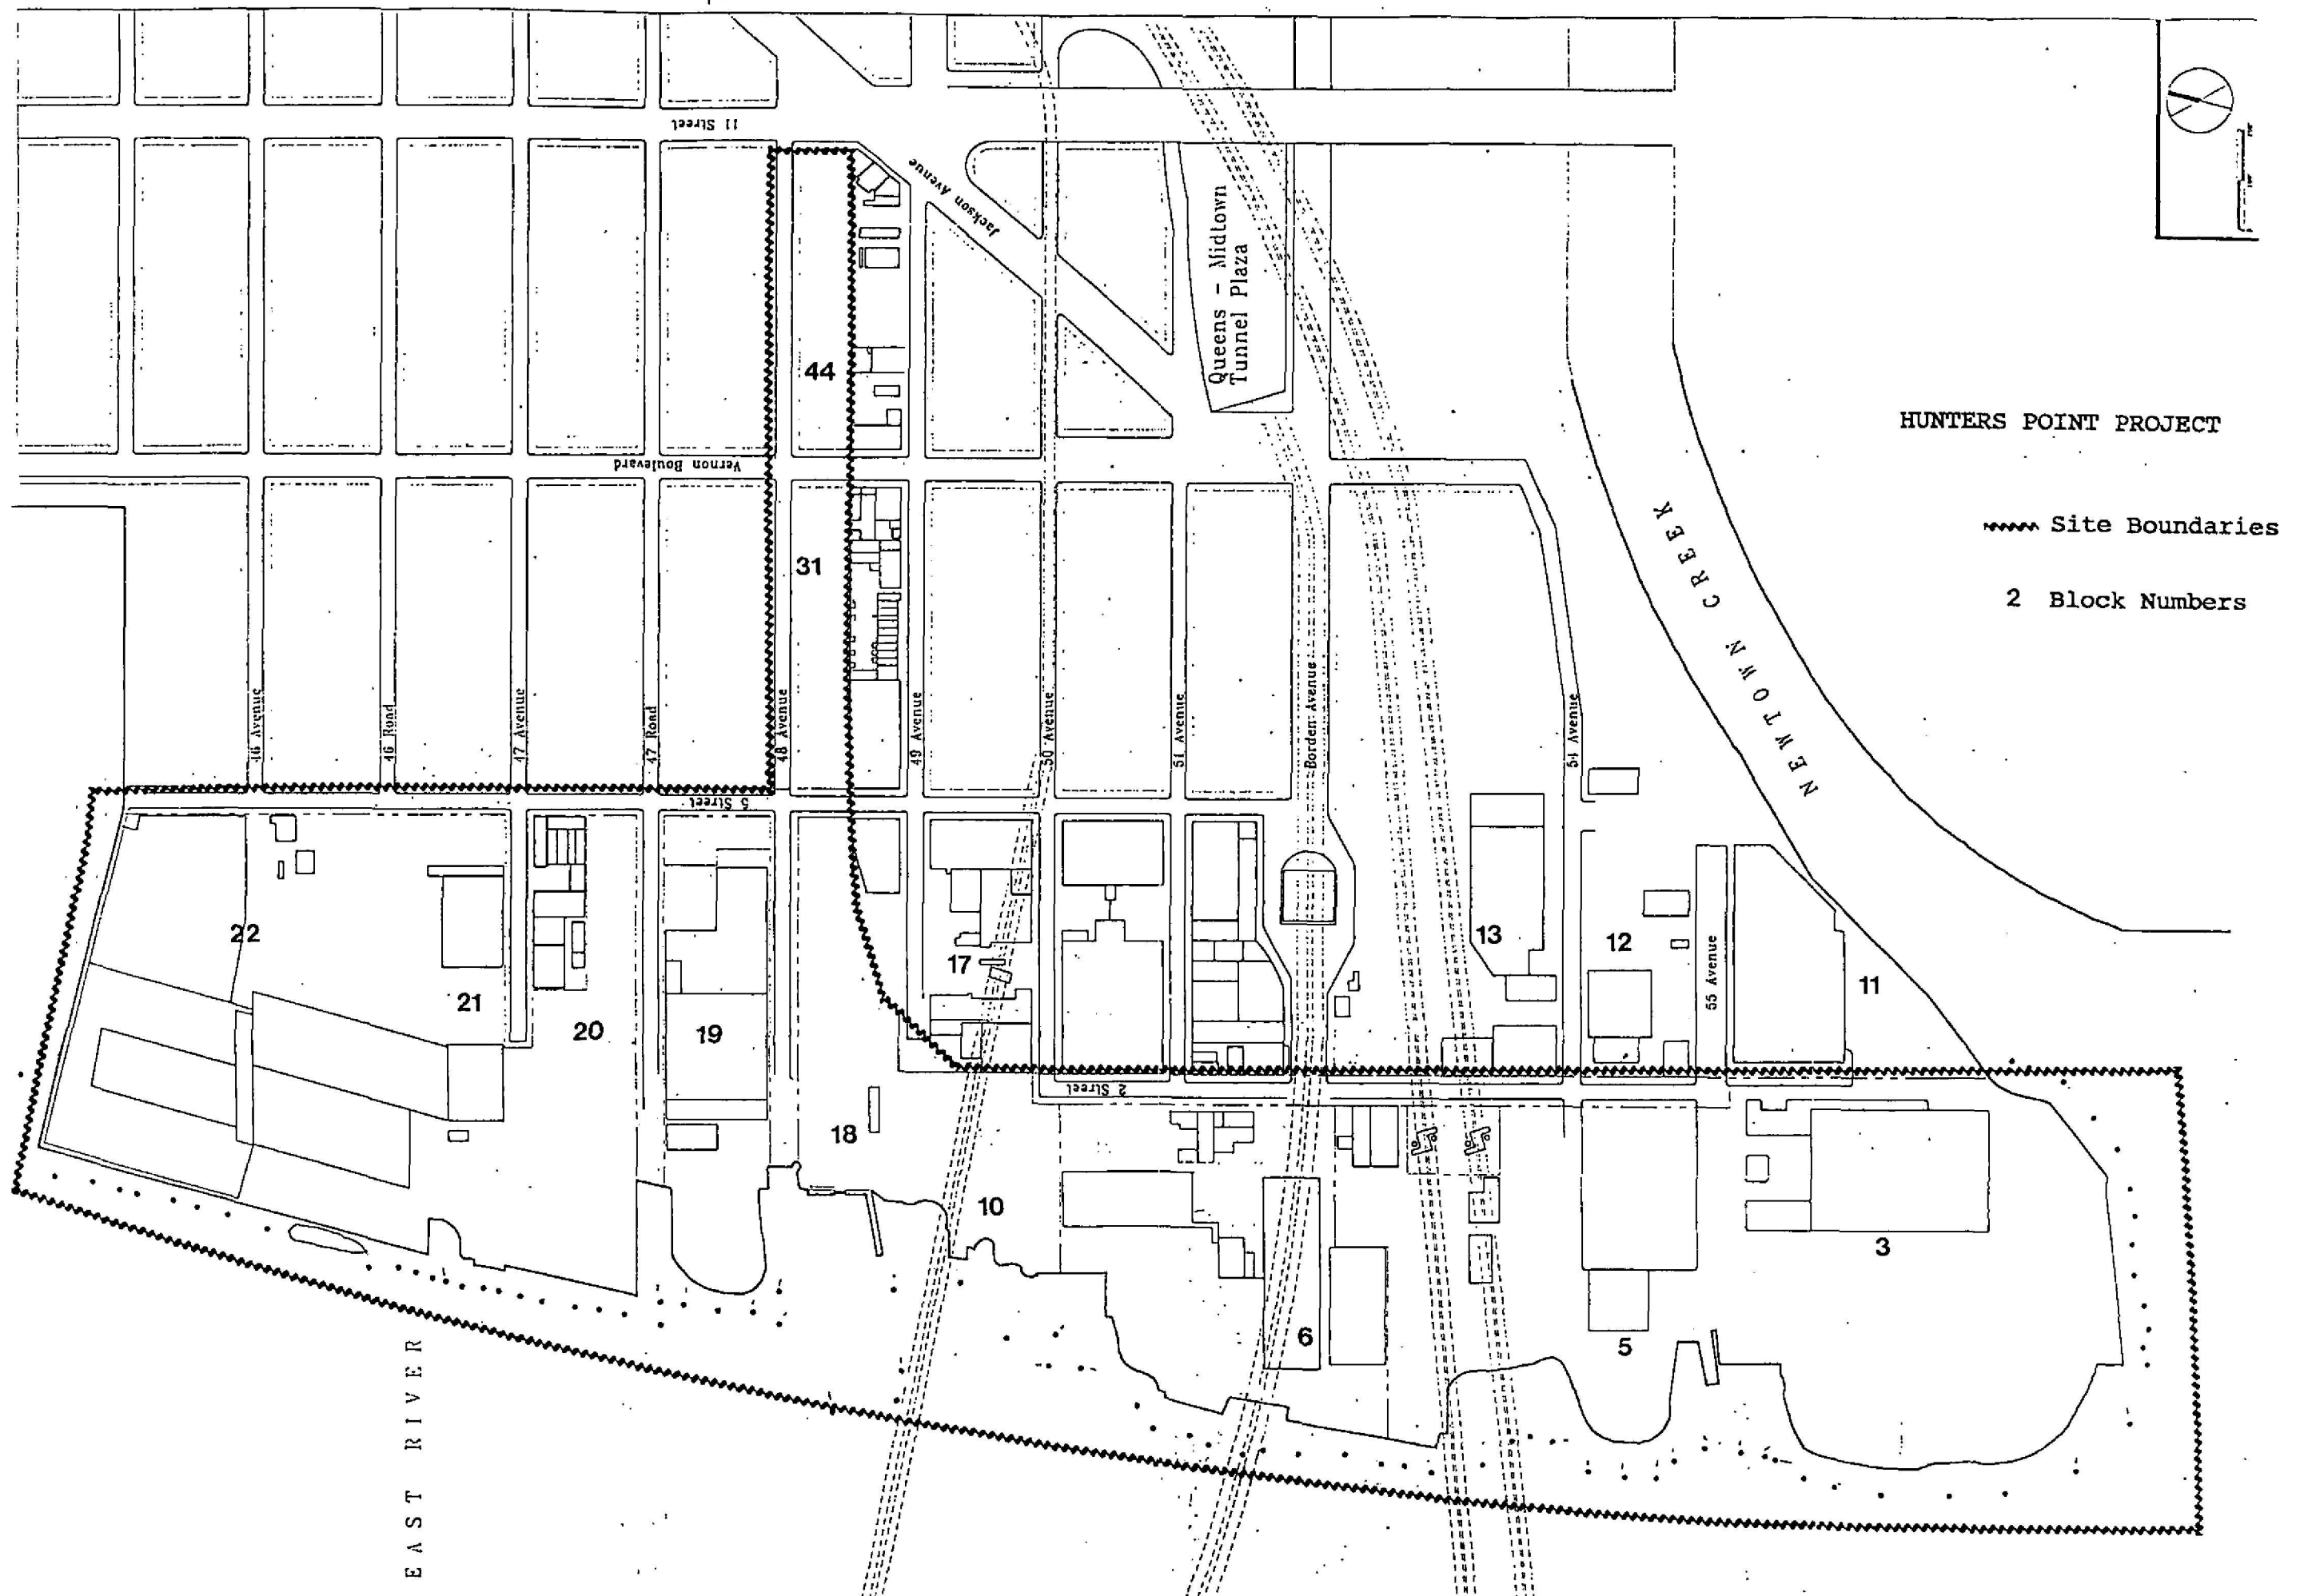 11 Street
Jackson Avenue
Queens - Midtown
Tunnel Plaza
44
HUNTERS POINT PROJECT
Vernon Boulevard
NEWTOWN CREEK
Site Boundaries
31
2 Block Numbers
46 Avenue
46 Road
47 Avenue
47 Road
48 Avenue
49 Avenue
50 Avenue
51 Avenue
Borden Avenue
54 Avenue
5 Street
22
21
20
19
17
13
12
55 Avenue
11
2 Street
18
10
6
5
3
EAST RIVER